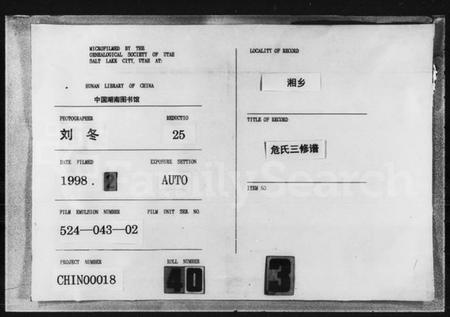 MICROFILMED BY THE
GENEALOGICAL SOCIETY OF UTAH
SALT LAKE CITY, UTAH AT:
HUNAN LIBRARY OF CHINA
中国湖南图书馆
PHOTOGRAPHER REDUCTIO
刘 冬 25
DATE FILMED EXPOSURE SETTION
1998. 2 AUTO
FILM EMULSION NUMBER FILM UNIT SER NO
524—043—02
PROJECT NUMBER ROLL NUMBER
CHIN00018 40
LOCALITY OF RECORD
湘乡
TITLE OF RECORD
危氏三修谱
ITEM NO
3
FamilySearch